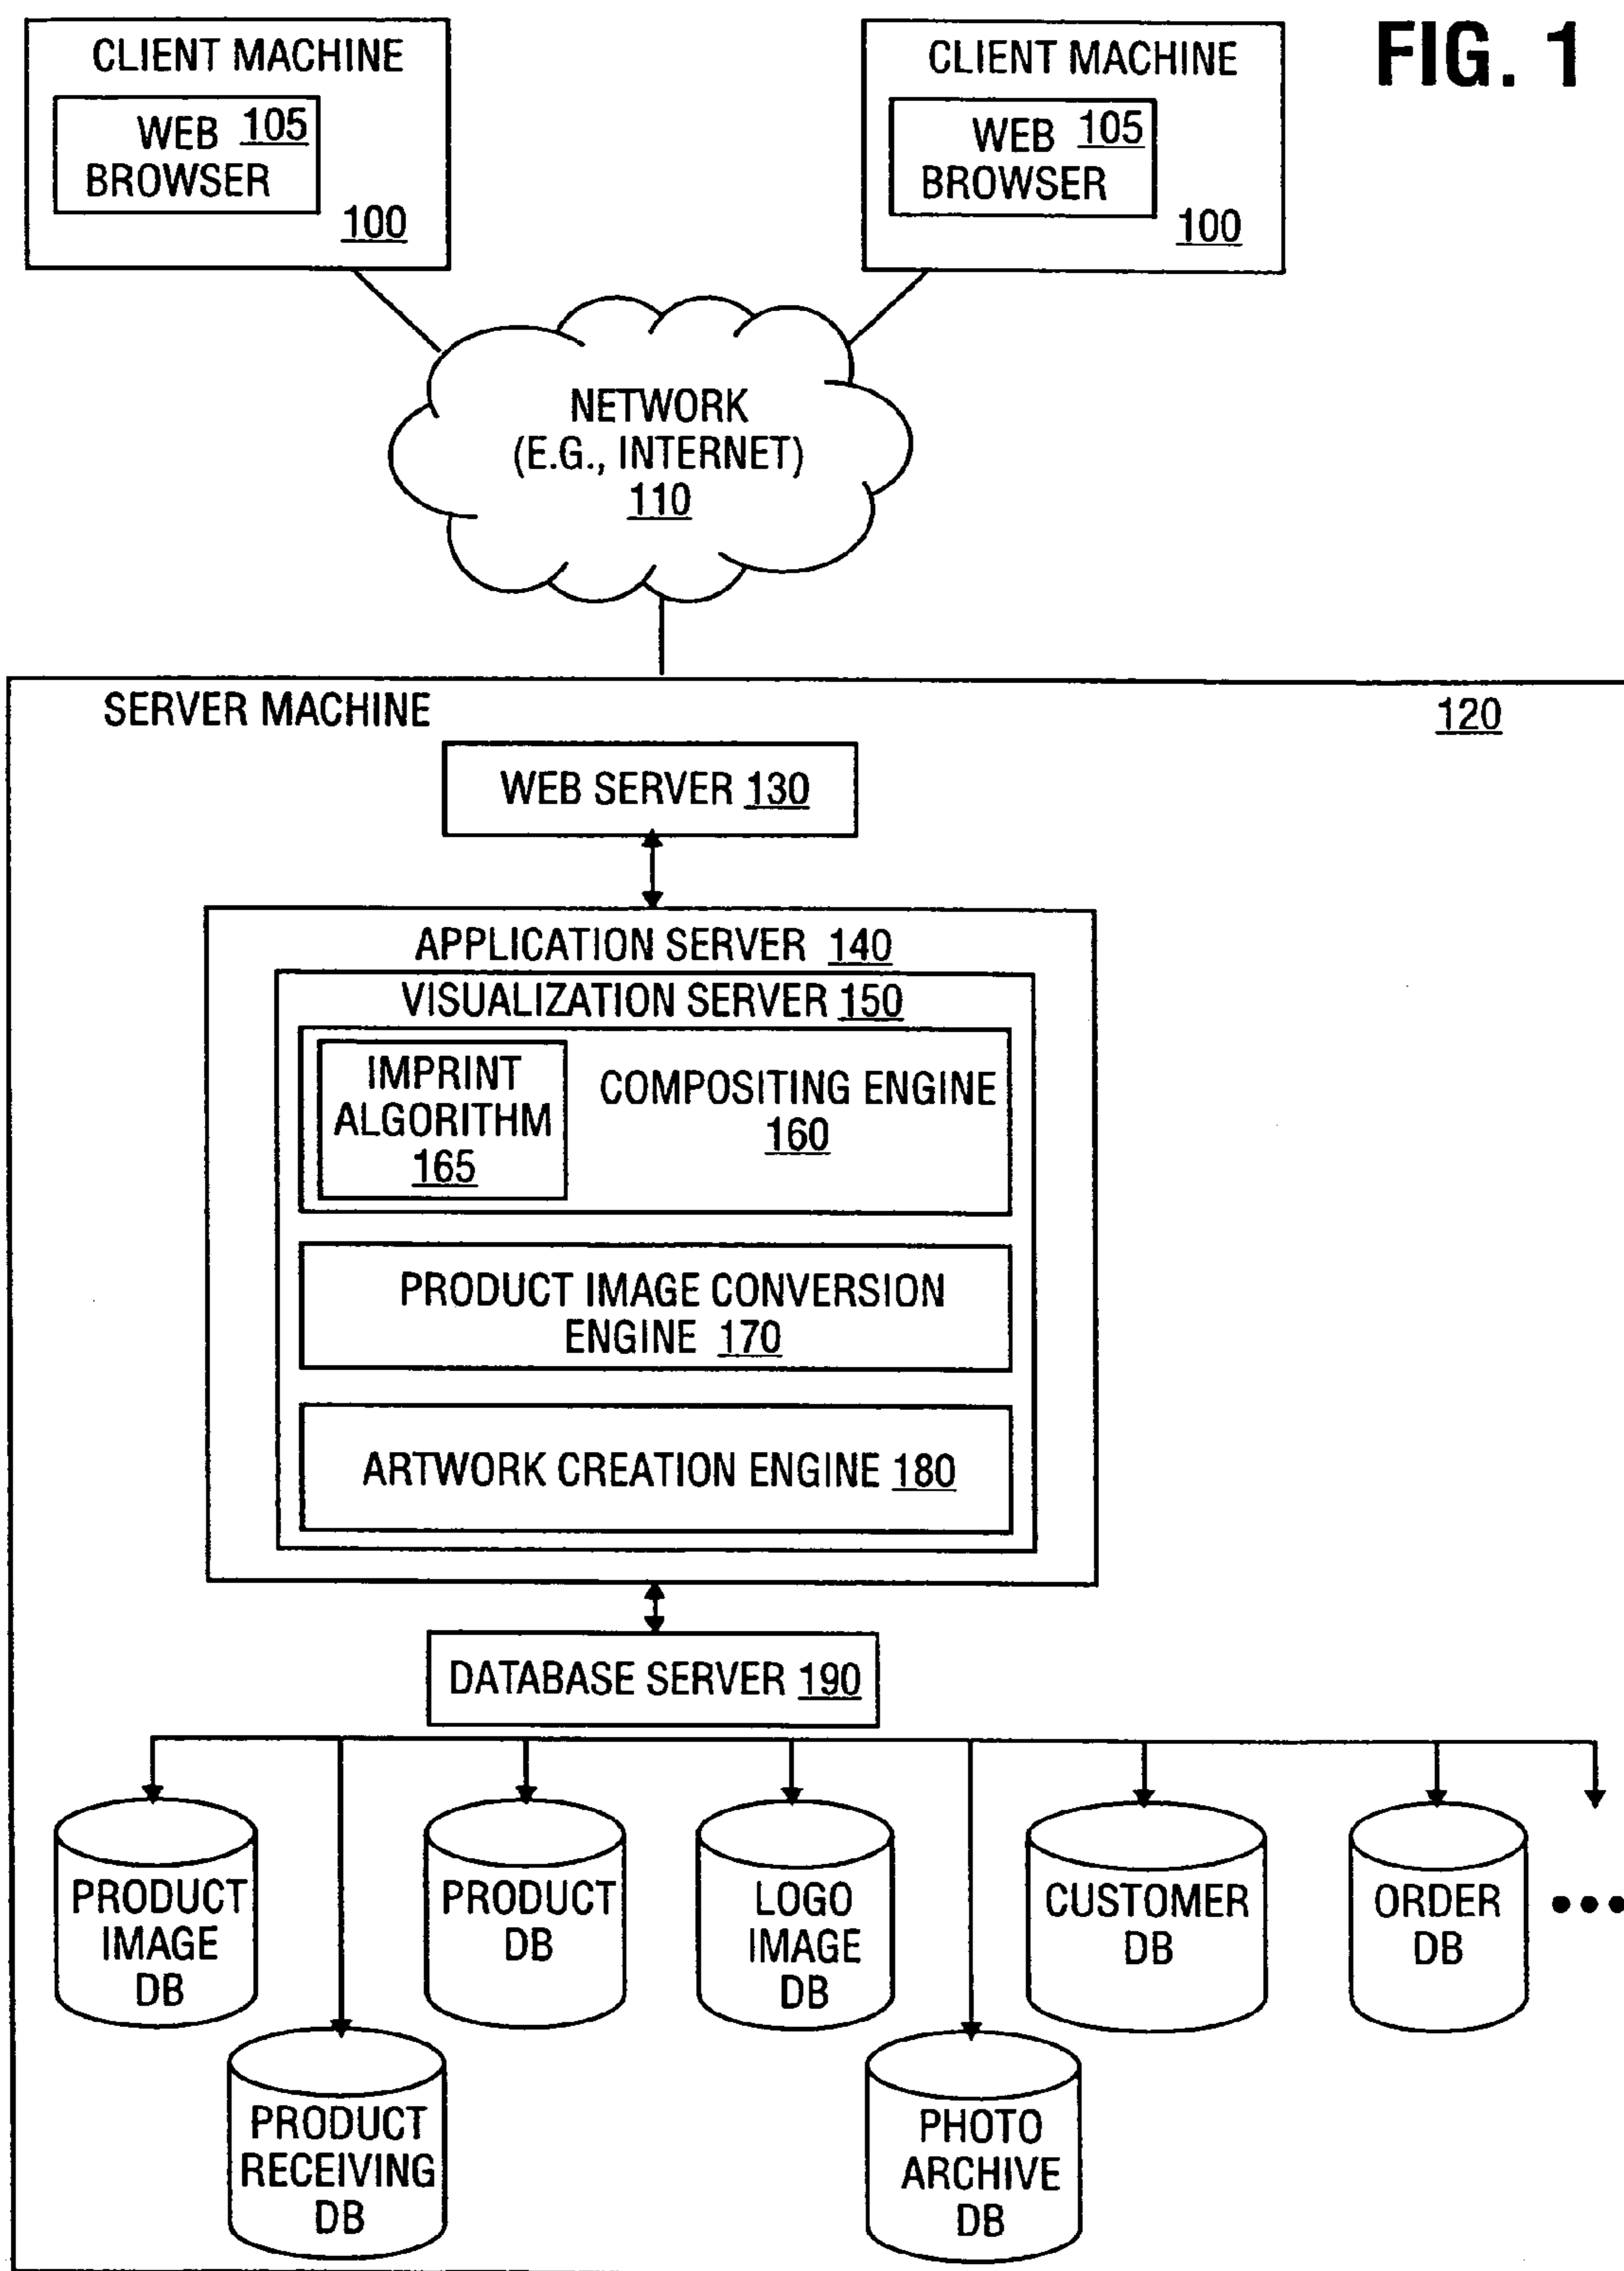 FIG. 1
CLIENT MACHINE
WEB 105
BROWSER
100
CLIENT MACHINE
WEB 105
BROWSER
100
NETWORK
(E.G., INTERNET)
110
SERVER MACHINE
120
WEB SERVER 130
APPLICATION SERVER 140
VISUALIZATION SERVER 150
IMPRINT
ALGORITHM
165
COMPOSITING ENGINE
160
PRODUCT IMAGE CONVERSION
ENGINE 170
ARTWORK CREATION ENGINE 180
DATABASE SERVER 190
PRODUCT
IMAGE
DB
PRODUCT
DB
LOGO
IMAGE
DB
CUSTOMER
DB
ORDER
DB
•••
PRODUCT
RECEIVING
DB
PHOTO
ARCHIVE
DB